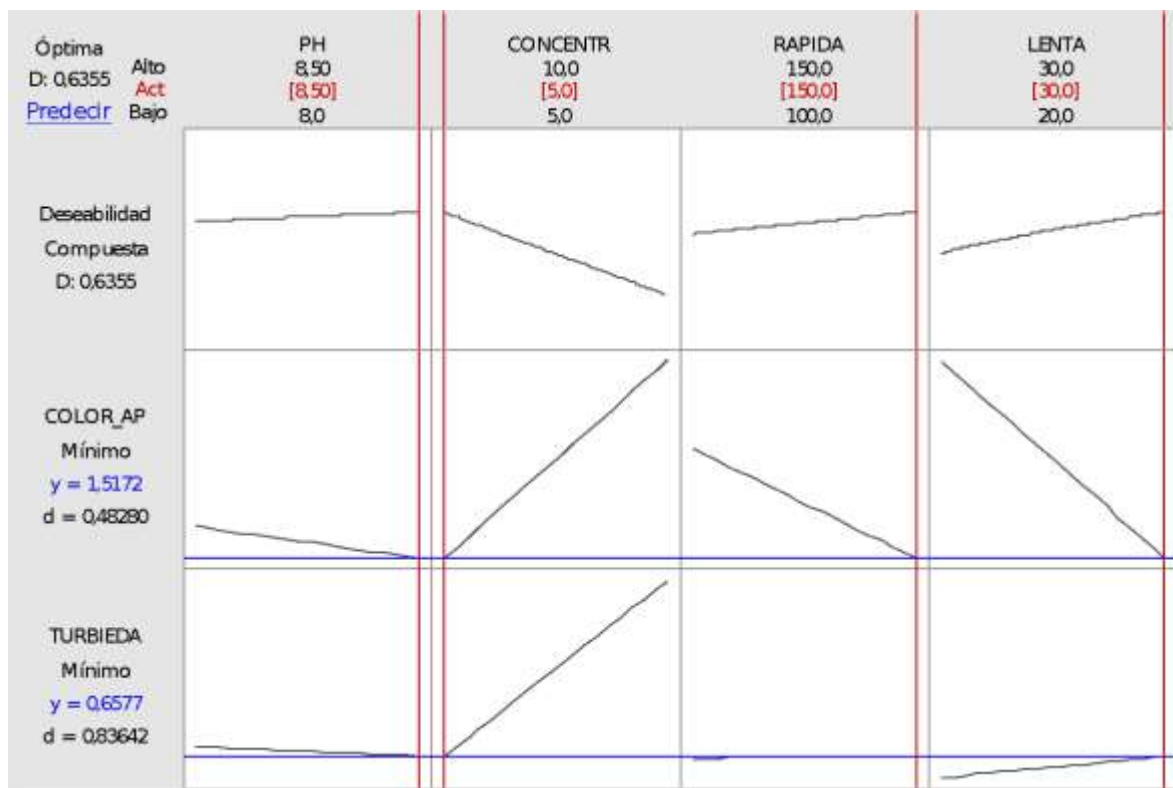 Óptima
D: 0,6355
Predecir
Alto
Act
Bajo
PH
8,50
[8,50]
8,0
CONCENTR
10,0
[5,0]
5,0
RAPIDA
150,0
[150,0]
100,0
LENTA
30,0
[30,0]
20,0
Deseabilidad
Compuesta
D: 0,6355
COLOR_AP
Mínimo
y = 1,5172
d = 0,48280
TURBIEDA
Mínimo
y = 0,6577
d = 0,83642